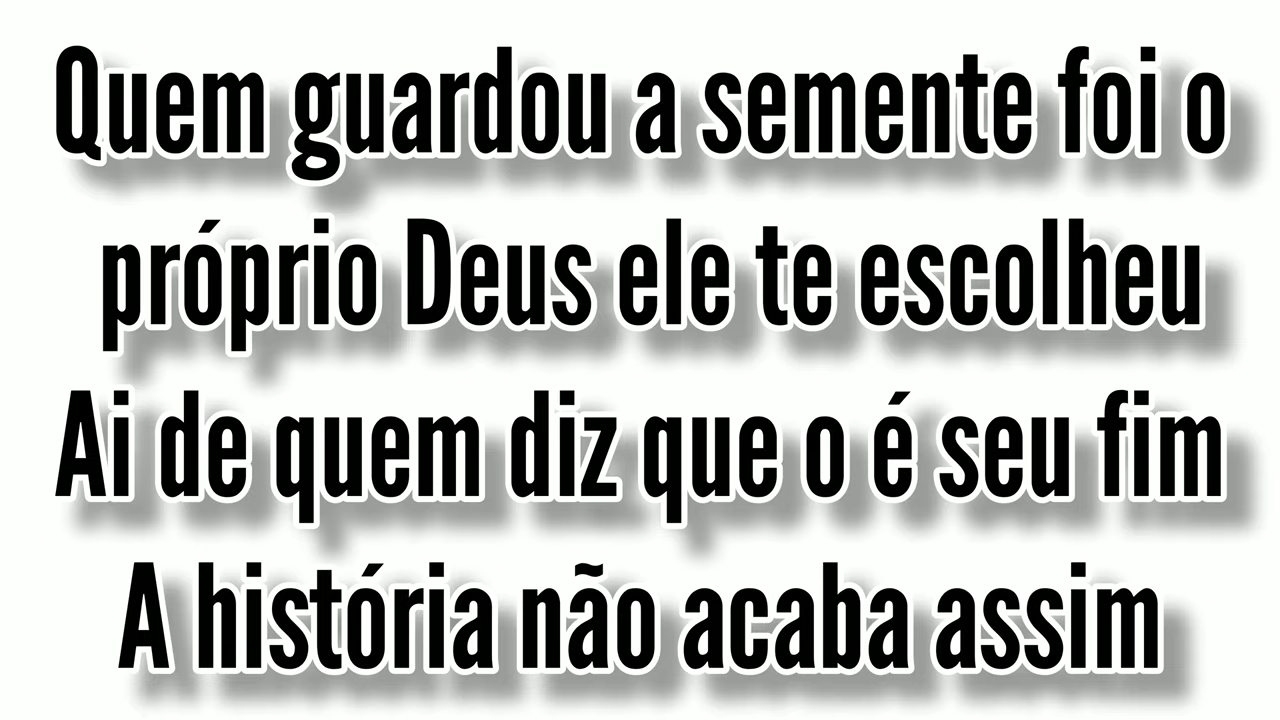 Quem guardou a semente foi o
próprio Deus ele te escolheu
Ai de quem diz que o é seu fim
A história não acaba assim